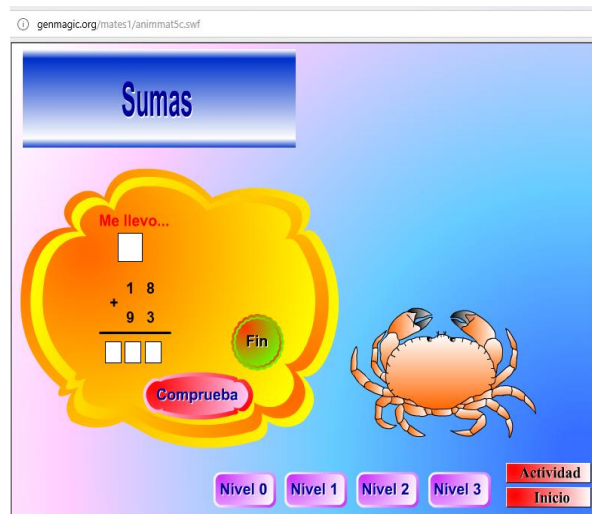 genmagic.org/mates1/animmat5c.swf
Sumas
Me llevo...
1 8
+
9 3
Fin
Comprueba
Nivel 0 Nivel 1 Nivel 2 Nivel 3
Actividad
Inicio